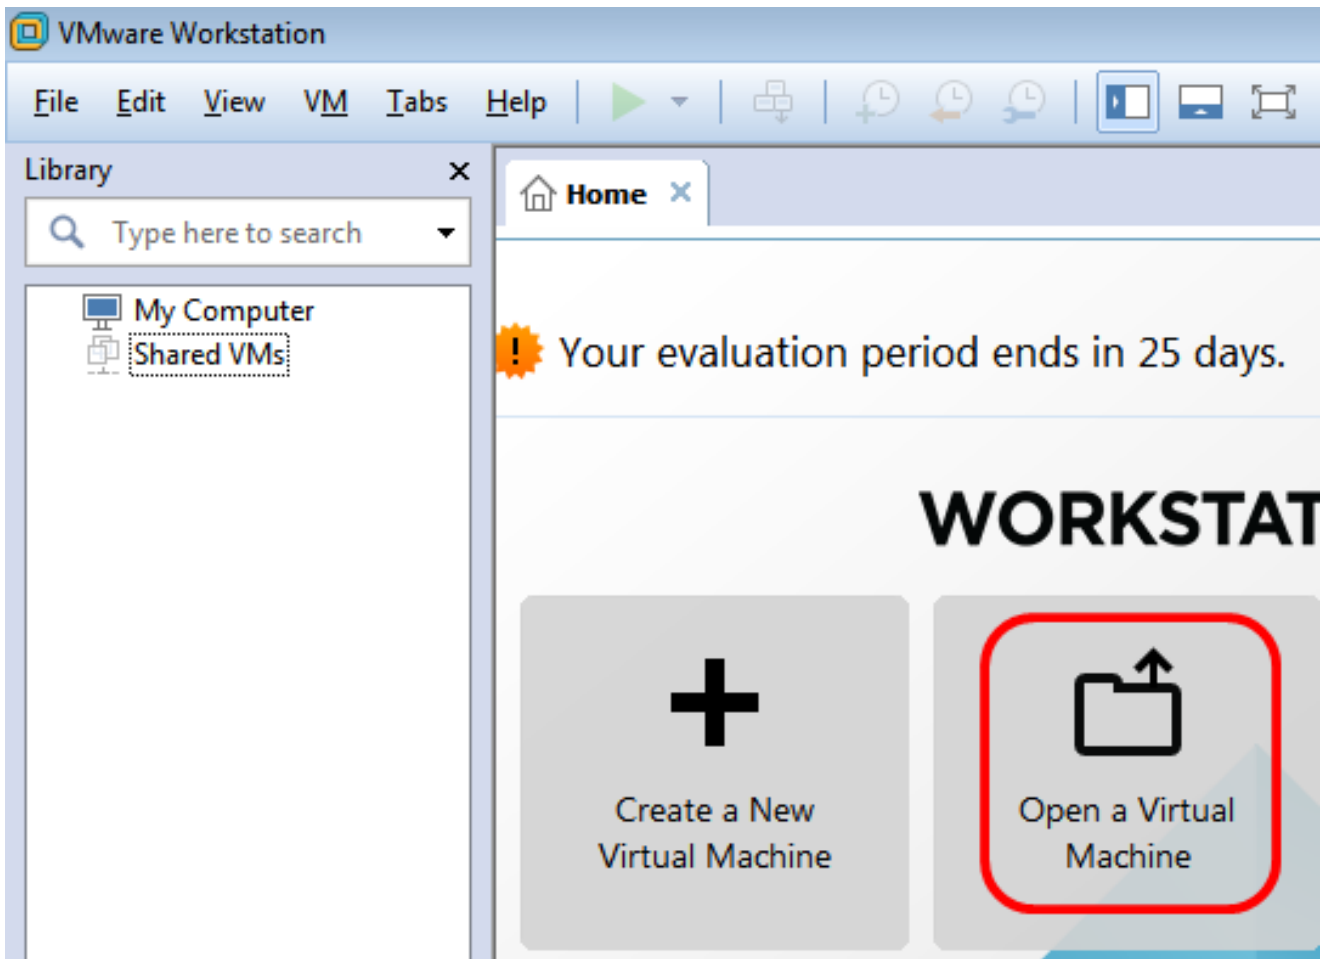 VMware Workstation
File Edit View VM Tabs Help
Library
Home
Type here to search
My Computer
Shared VMs
! Your evaluation period ends in 25 days.
WORKSTAT
Create a New
Virtual Machine
Open a Virtual
Machine